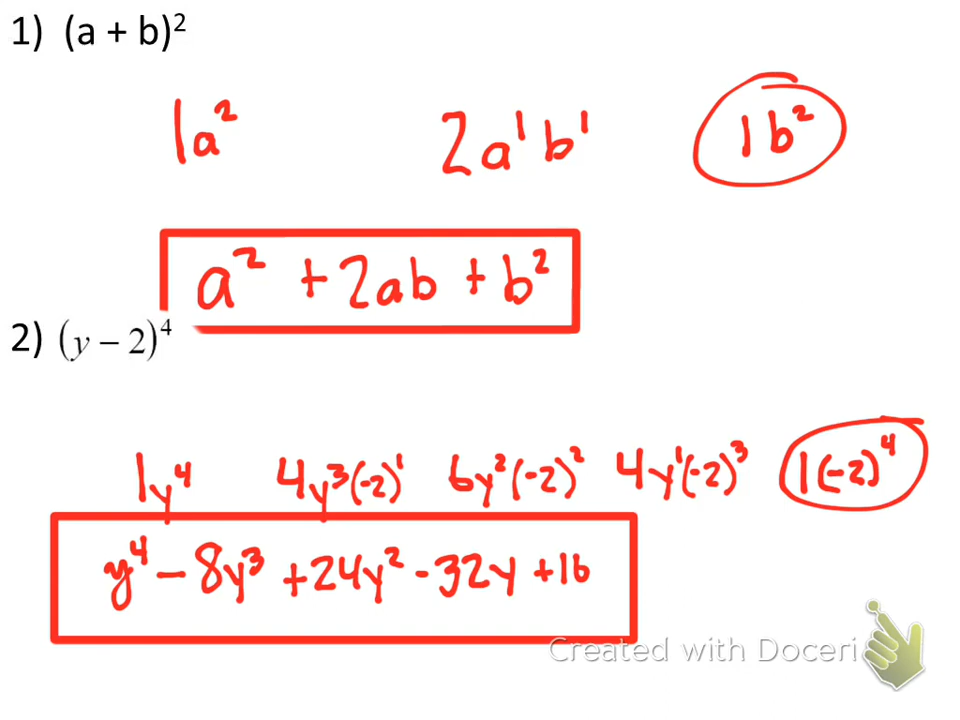 1) (a + b)²
1a² 2a¹b¹ 1b²
a² + 2ab + b²
2) (y – 2)⁴
1y⁴ 4y³(-2)¹ 6y²(-2)² 4y¹(-2)³ 1(-2)⁴
y⁴ - 8y³ + 24y² - 32y + 16
Created with Doceri